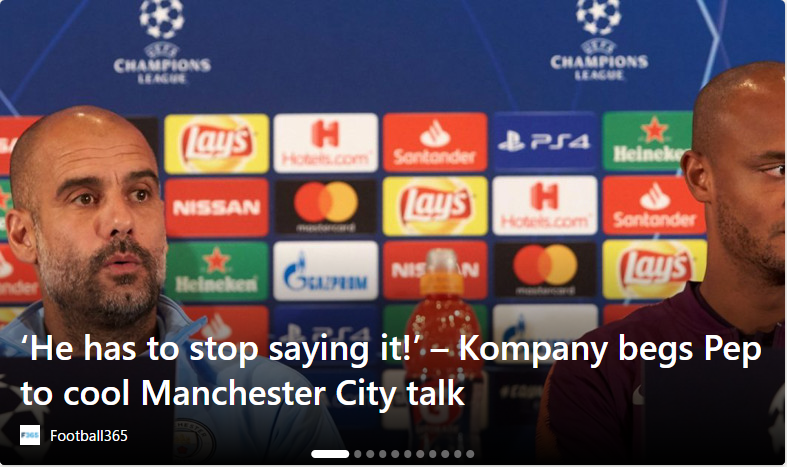 UEFA
CHAMPIONS
LEAGUE
UEFA
CHAMPIONS
LEAGUE
Lay's
Hotels.com
Santander
PS4
Heineken
NISSAN
mastercard
Lay's
Hotels.com
Santander
Heineken
GAZPROM
NISSAN
mastercard
Lay's
‘He has to stop saying it!’ – Kompany begs Pep
to cool Manchester City talk
F365
Football365